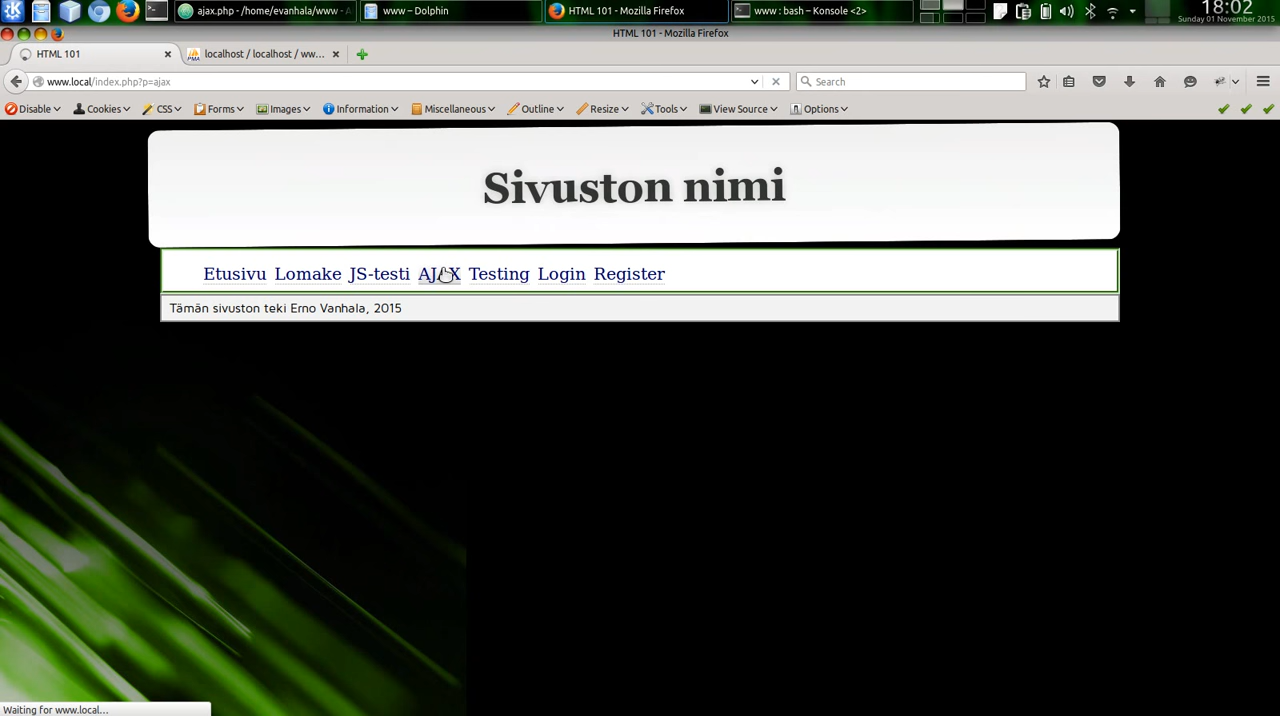 ajax.php - /home/evanhala/www - A
www – Dolphin
HTML 101 - Mozilla Firefox
www : bash – Konsole <2>
18:02
Sunday 01 November 2015
HTML 101 - Mozilla Firefox
HTML 101
localhost / localhost / ww...
www.local/index.php?p=ajax
Search
Disable
Cookies
CSS
Forms
Images
Information
Miscellaneous
Outline
Resize
Tools
View Source
Options
Sivuston nimi
Etusivu Lomake JS-testi AJAX Testing Login Register
Tämän sivuston teki Erno Vanhala, 2015
Waiting for www.local...